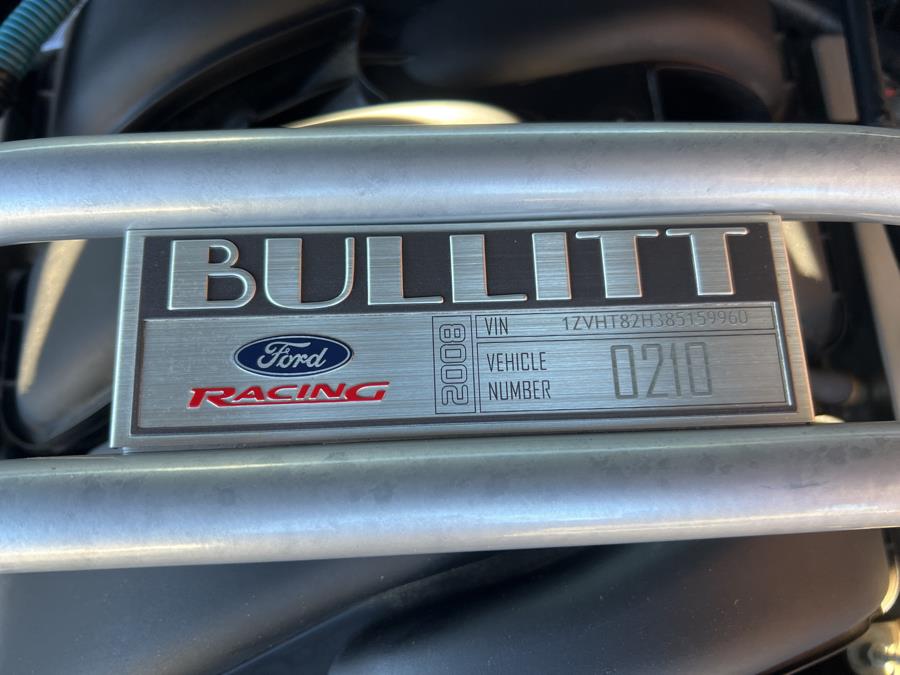 BULLITT
Ford
RACING
2008
VIN 1ZVHT82H385159960
VEHICLE
NUMBER
0210